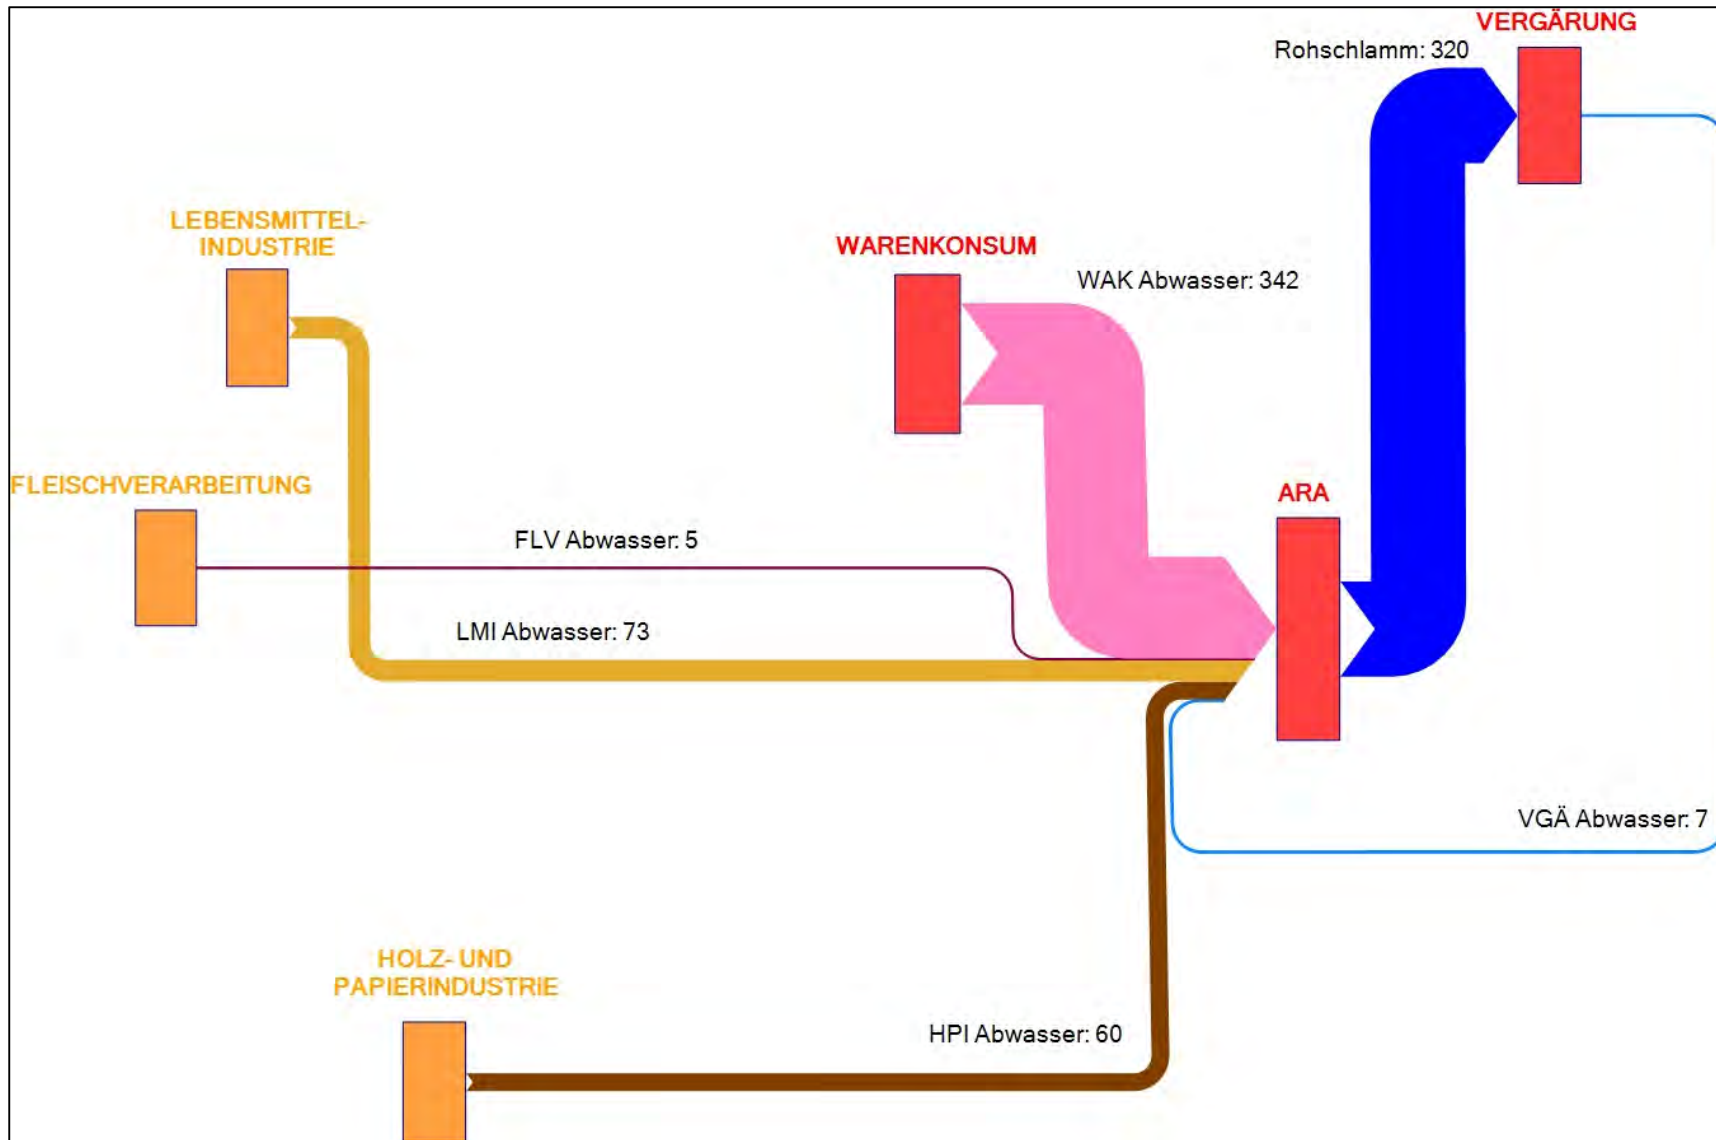 VERGÄRUNG
Rohschlamm: 320
LEBENSMITTEL-
INDUSTRIE
WARENKONSUM
WAK Abwasser: 342
FLEISCHVERARBEITUNG
ARA
FLV Abwasser: 5
LMI Abwasser: 73
VGÄ Abwasser: 7
HOLZ- UND
PAPIERINDUSTRIE
HPI Abwasser: 60